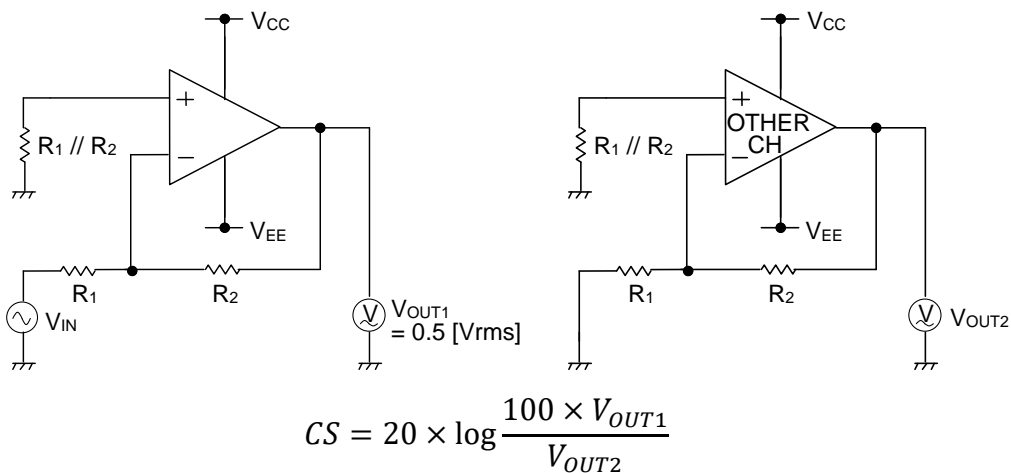 VCC
+
R1 // R2
−
VEE
R1
R2
VIN
V
VOUT1
= 0.5 [Vrms]
VCC
+
OTHER
CH
R1 // R2
−
VEE
R1
R2
V
VOUT2
CS = 20 × log 100 × VOUT1 / VOUT2